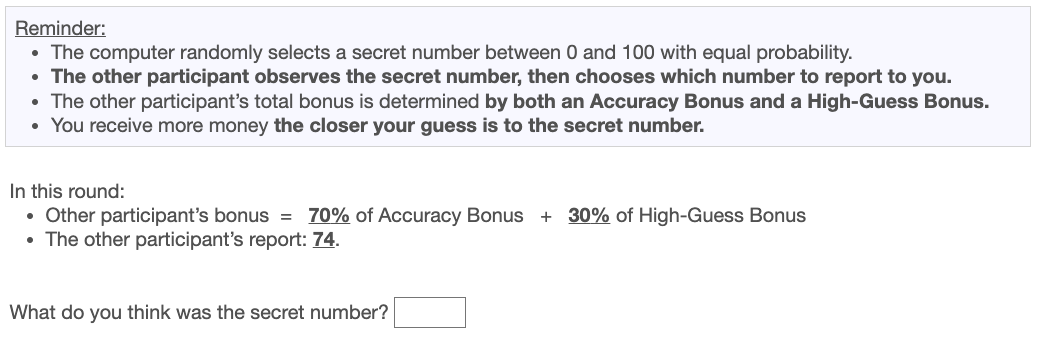 Reminder:
• The computer randomly selects a secret number between 0 and 100 with equal probability.
• The other participant observes the secret number, then chooses which number to report to you.
• The other participant's total bonus is determined by both an Accuracy Bonus and a High-Guess Bonus.
• You receive more money the closer your guess is to the secret number.
In this round:
• Other participant's bonus = 70% of Accuracy Bonus + 30% of High-Guess Bonus
• The other participant's report: 74.
What do you think was the secret number?